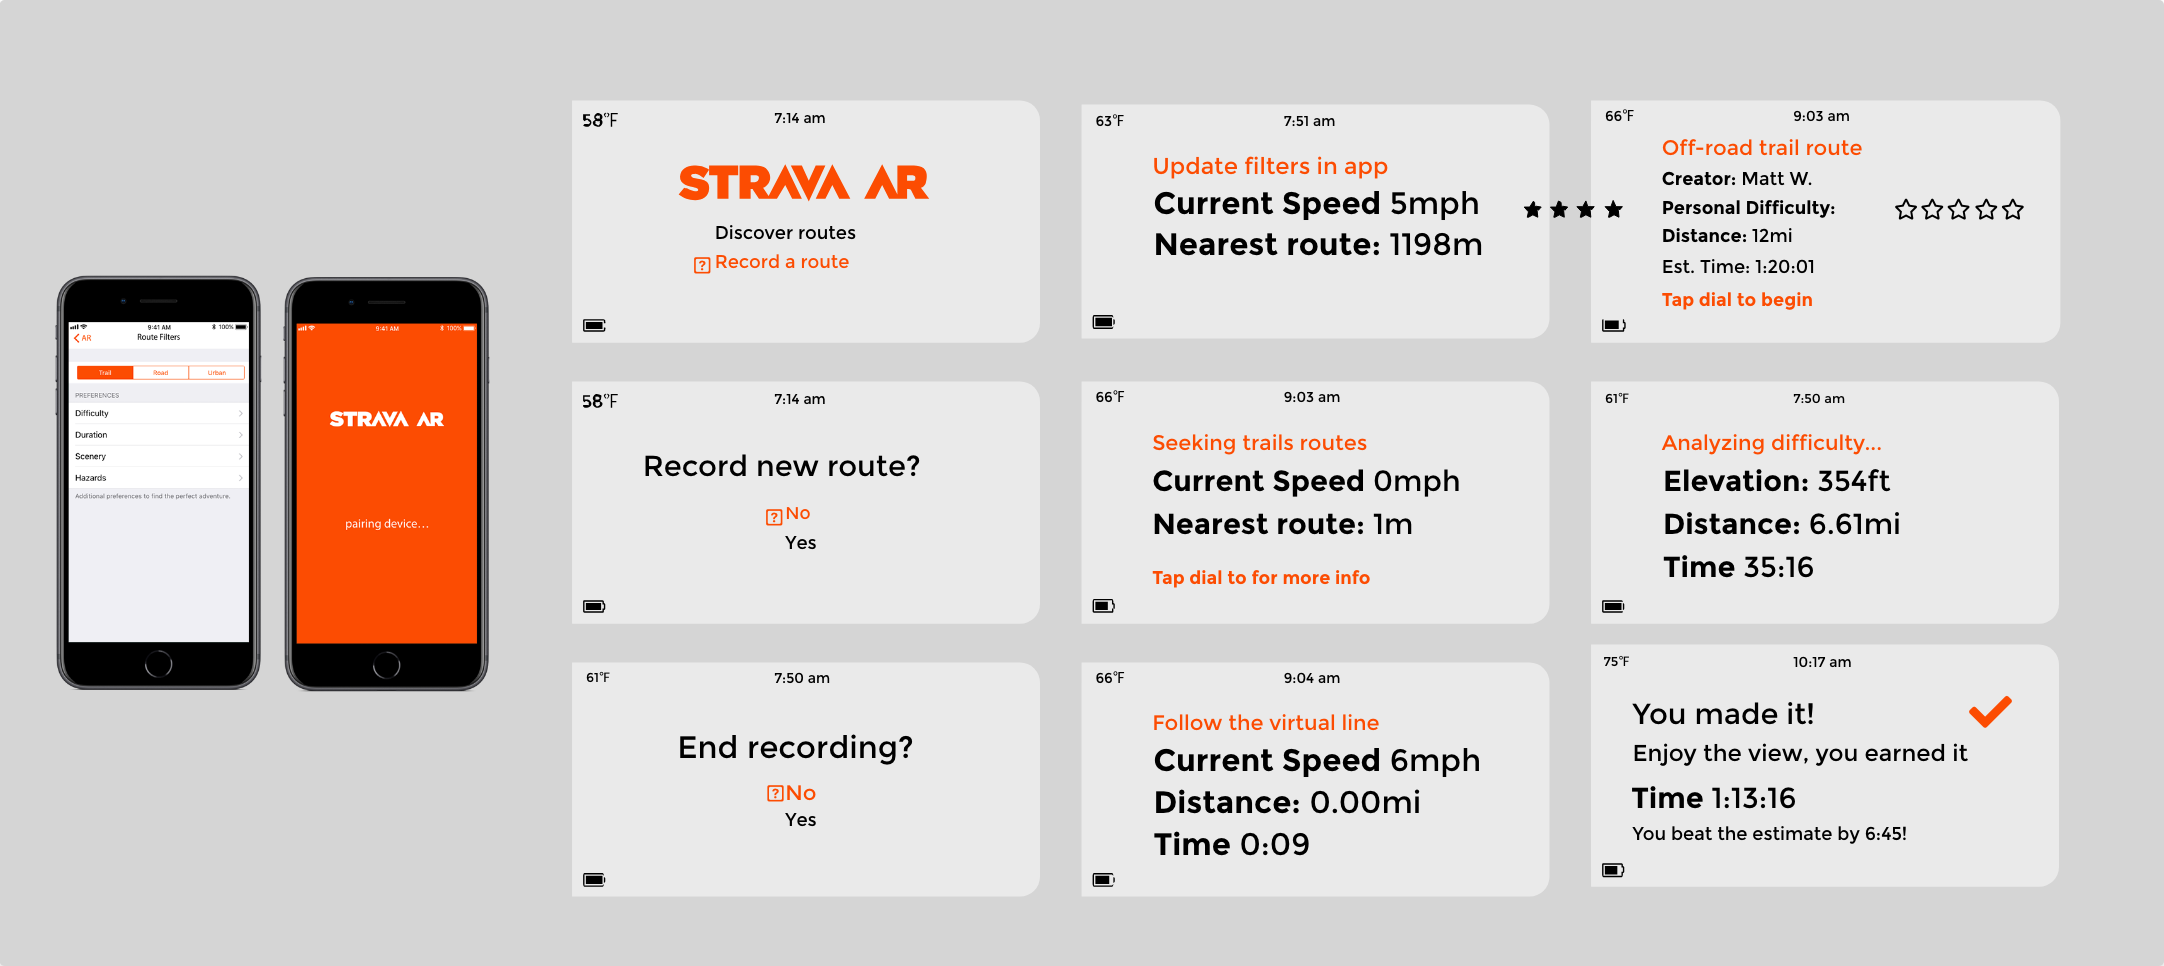 9:41 AM
100%
AR
Route Filters
Trail
Road
Urban
PREFERENCES
Difficulty
Duration
Scenery
Hazards
Additional preferences to find the perfect adventure.
9:41 AM
100%
STRAVA AR
pairing device...
58°F
7:14 am
STRAVA AR
Discover routes
? Record a route
58°F
7:14 am
Record new route?
? No
Yes
61°F
7:50 am
End recording?
? No
Yes
63°F
7:51 am
Update filters in app
Current Speed 5mph
Nearest route: 1198m
66°F
9:03 am
Seeking trails routes
Current Speed 0mph
Nearest route: 1m
Tap dial to for more info
66°F
9:04 am
Follow the virtual line
Current Speed 6mph
Distance: 0.00mi
Time 0:09
66°F
9:03 am
Off-road trail route
Creator: Matt W.
Personal Difficulty:
Distance: 12mi
Est. Time: 1:20:01
Tap dial to begin
61°F
7:50 am
Analyzing difficulty...
Elevation: 354ft
Distance: 6.61mi
Time 35:16
75°F
10:17 am
You made it!
Enjoy the view, you earned it
Time 1:13:16
You beat the estimate by 6:45!